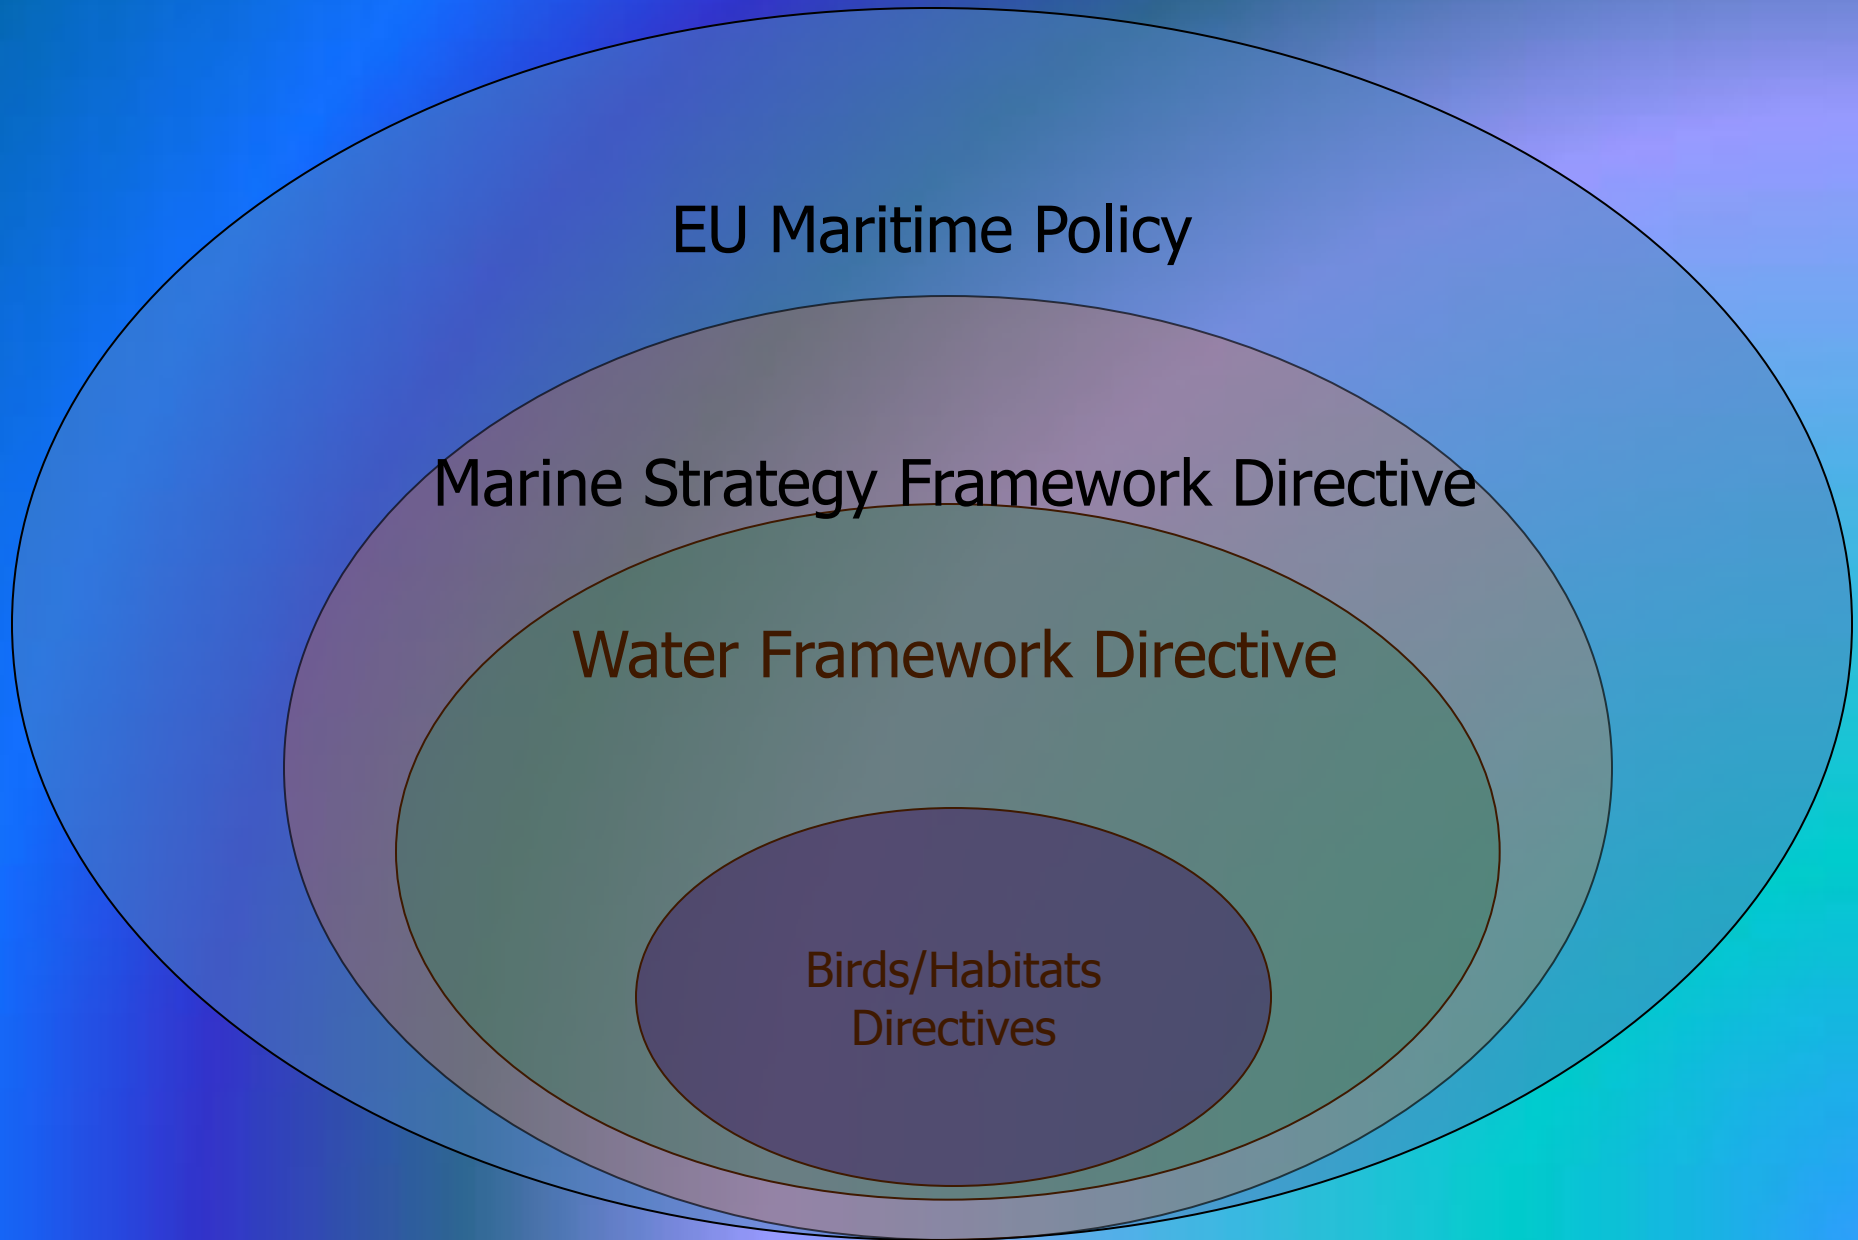 EU Maritime Policy
Marine Strategy Framework Directive
Water Framework Directive
Birds/Habitats
Directives